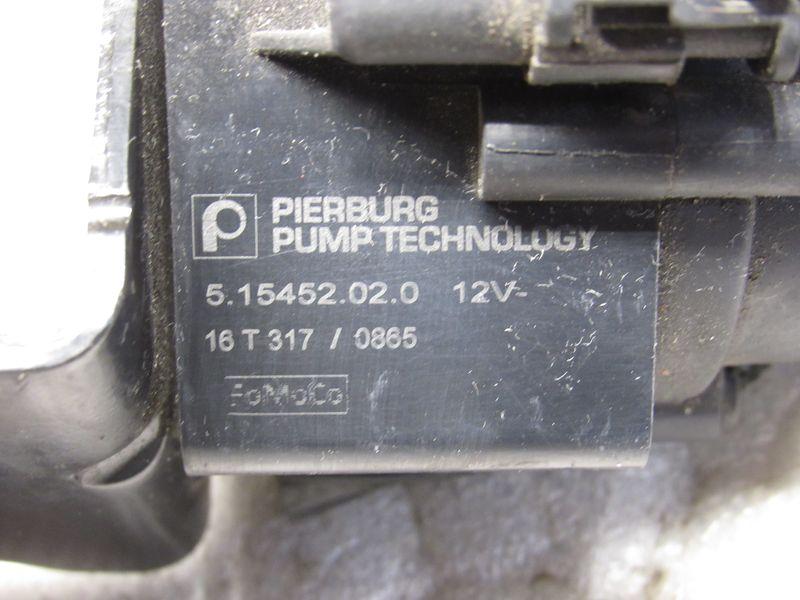 PIERBURG
PUMP TECHNOLOGY
5.15452.02.0 12V-
16 T 317 / 0865
FoMoCo